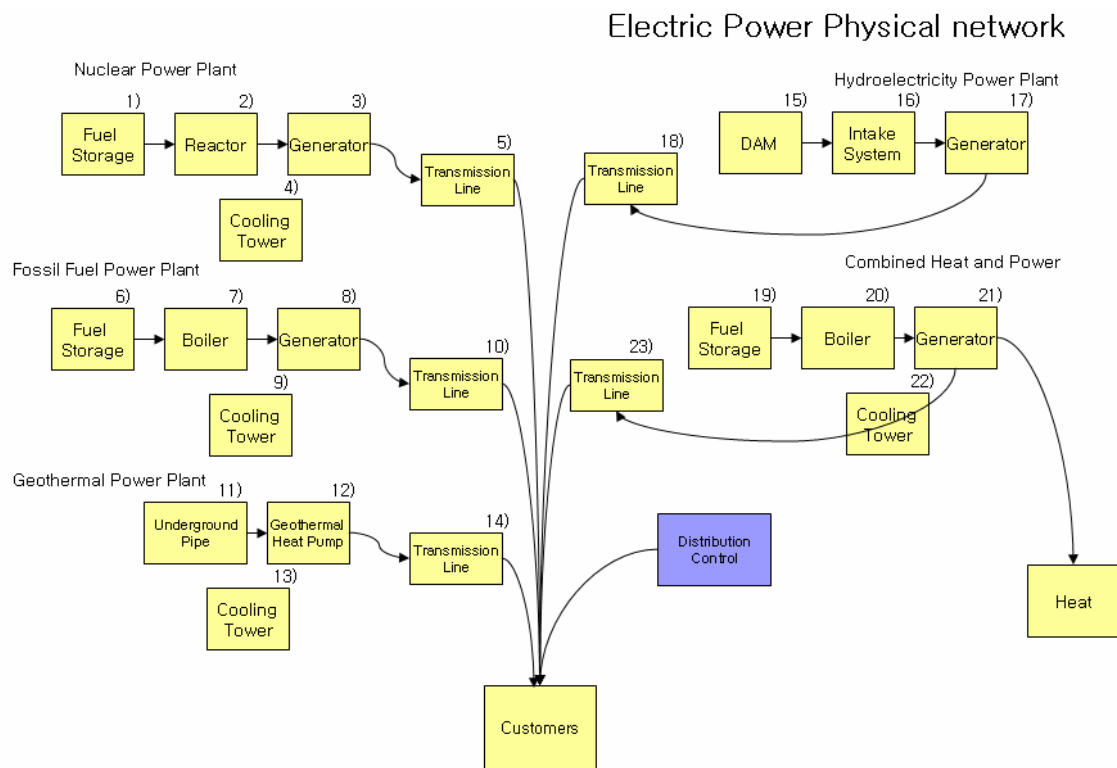 Electric Power Physical network
Nuclear Power Plant
1)
2)
3)
Fuel
Storage
Reactor
Generator
4)
Cooling
Tower
5)
Transmission
Line
Hydroelectricity Power Plant
15)
16)
17)
DAM
Intake
System
Generator
18)
Transmission
Line
Fossil Fuel Power Plant
6)
7)
8)
Fuel
Storage
Boiler
Generator
9)
Cooling
Tower
10)
Transmission
Line
Combined Heat and Power
19)
20)
21)
Fuel
Storage
Boiler
Generator
22)
Cooling
Tower
23)
Transmission
Line
Geothermal Power Plant
11)
12)
Underground
Pipe
Geothermal
Heat Pump
13)
Cooling
Tower
14)
Transmission
Line
Distribution
Control
Heat
Customers